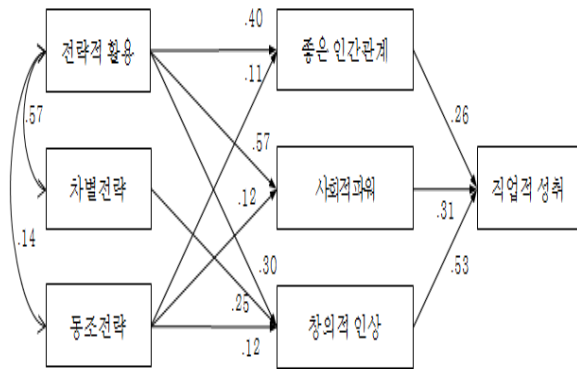 전략적 활용
.40
좋은 인간관계
.11
.57
.26
.57
차별전략
.12
사회적파워
.31
직업적 성취
.14
.30
.53
.25
동조전략
.12
창의적 인상